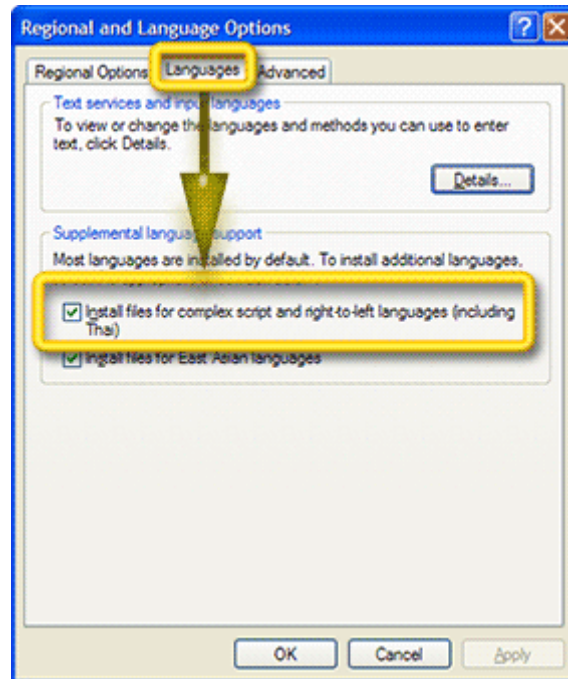 Regional and Language Options
Regional Options Languages Advanced
Text services and input languages
To view or change the languages and methods you can use to enter
text, click Details.
Details...
Supplemental language support
Most languages are installed by default. To install additional languages,
Install files for complex script and right-to-left languages (including
Thai)
Install files for East Asian languages
OK Cancel Apply